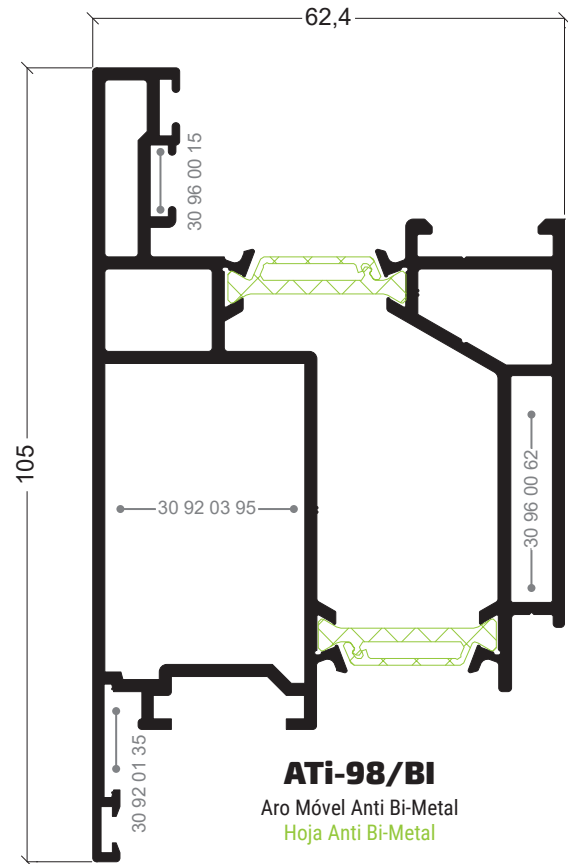 62,4
30 96 00 15
105
30 92 03 95
30 96 00 62
30 92 01 35
ATi-98/BI
Aro Móvel Anti Bi-Metal
Hoja Anti Bi-Metal